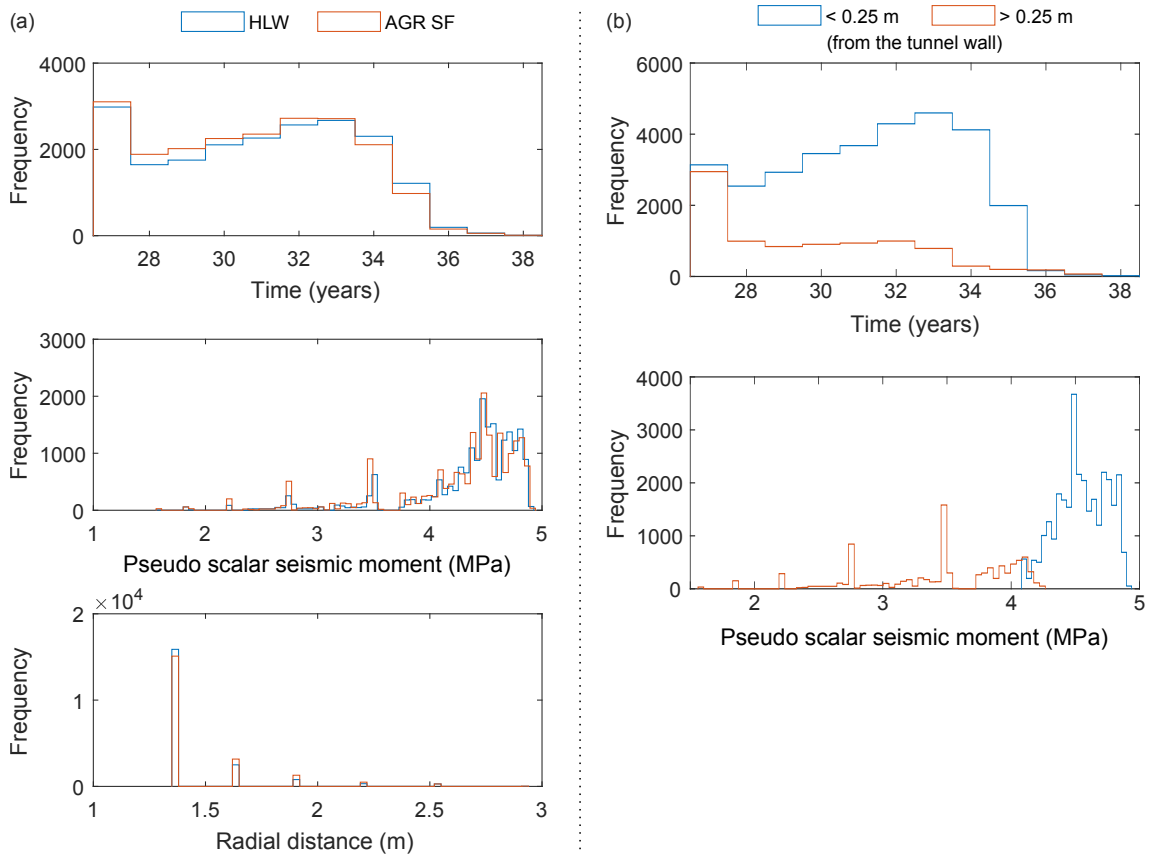 (a)
HLW
AGR SF
4000
2000
0
Frequency
28
30
32
34
36
38
Time (years)
3000
2000
1000
0
Frequency
1
2
3
4
5
Pseudo scalar seismic moment (MPa)
×10^4
2
1
0
Frequency
1
1.5
2
2.5
3
Radial distance (m)
(b)
< 0.25 m
> 0.25 m
(from the tunnel wall)
6000
4000
2000
0
Frequency
28
30
32
34
36
38
Time (years)
4000
3000
2000
1000
0
Frequency
2
3
4
5
Pseudo scalar seismic moment (MPa)